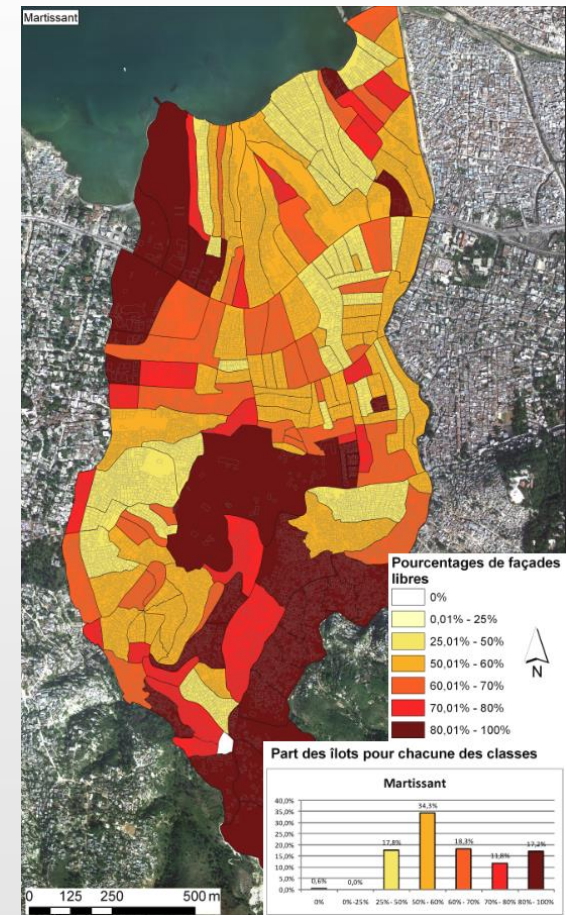 Martissant
Pourcentages de façades
libres
0%
0,01% - 25%
25,01% - 50%
50,01% - 60%
60,01% - 70%
70,01% - 80%
80,01% - 100%
N
Part des îlots pour chacune des classes
Martissant
40,0%
35,0%
30,0%
25,0%
20,0%
15,0%
10,0%
5,0%
0,0%
0,6%
0,0%
17,8%
34,3%
18,3%
11,8%
17,2%
0%
0%-25%
25% - 50%
50% - 60%
60% - 70%
70% - 80%
80% - 100%
0 125 250 500 m